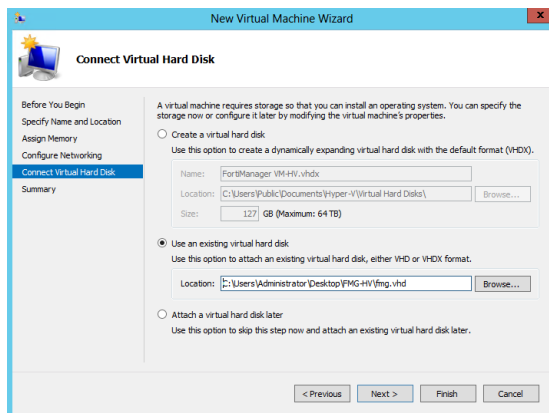 New Virtual Machine Wizard
x
Connect Virtual Hard Disk
Before You Begin
Specify Name and Location
Assign Memory
Configure Networking
Connect Virtual Hard Disk
Summary
A virtual machine requires storage so that you can install an operating system. You can specify the
storage now or configure it later by modifying the virtual machine's properties.
Create a virtual hard disk
Use this option to create a dynamically expanding virtual hard disk with the default format (VHDX).
Name: FortiManager VM-HV.vhdx
Location: C:\Users\Public\Documents\Hyper-V\Virtual Hard Disks\ Browse...
Size: 127 GB (Maximum: 64 TB)
Use an existing virtual hard disk
Use this option to attach an existing virtual hard disk, either VHD or VHDX format.
Location: C:\Users\Administrator\Desktop\FMG-HV\fmg.vhd Browse...
Attach a virtual hard disk later
Use this option to skip this step now and attach an existing virtual hard disk later.
< Previous Next > Finish Cancel